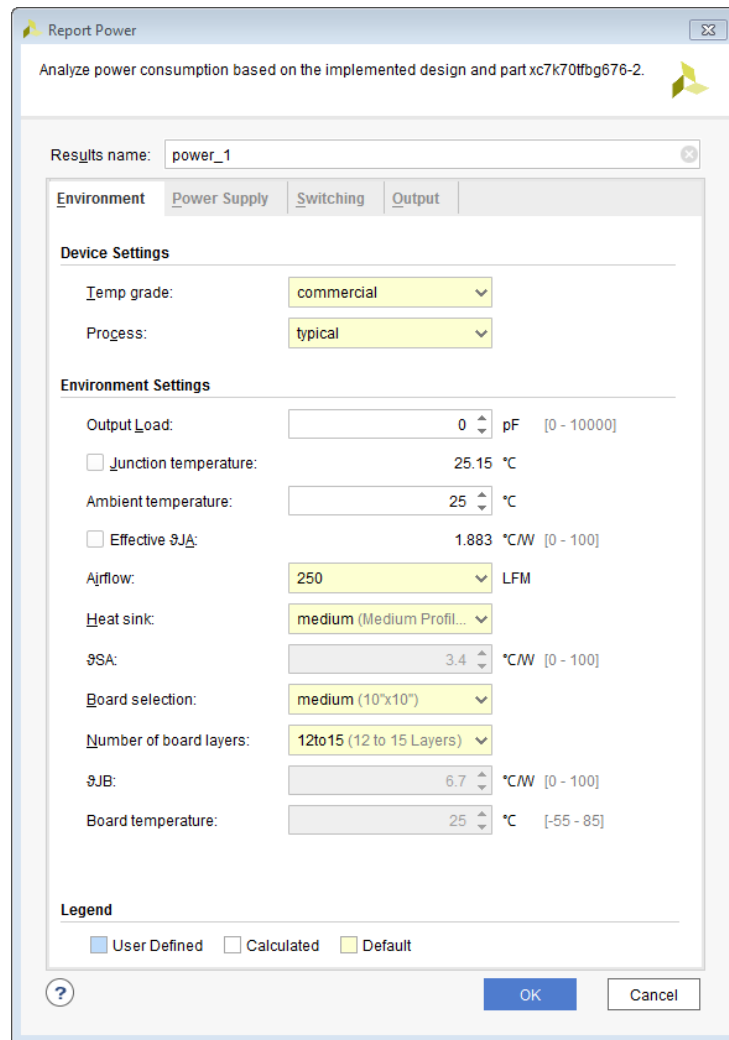 Report Power
Analyze power consumption based on the implemented design and part xc7k70tfbg676-2.
Results name: power_1
Environment Power Supply Switching Output
Device Settings
Temp grade: commercial
Process: typical
Environment Settings
Output Load: 0 pF [0 - 10000]
Junction temperature: 25.15 °C
Ambient temperature: 25 °C
Effective ϑJA: 1.883 °C/W [0 - 100]
Airflow: 250 LFM
Heat sink: medium (Medium Profil...
ϑSA: 3.4 °C/W [0 - 100]
Board selection: medium (10"x10")
Number of board layers: 12to15 (12 to 15 Layers)
ϑJB: 6.7 °C/W [0 - 100]
Board temperature: 25 °C [-55 - 85]
Legend
User Defined Calculated Default
? OK Cancel